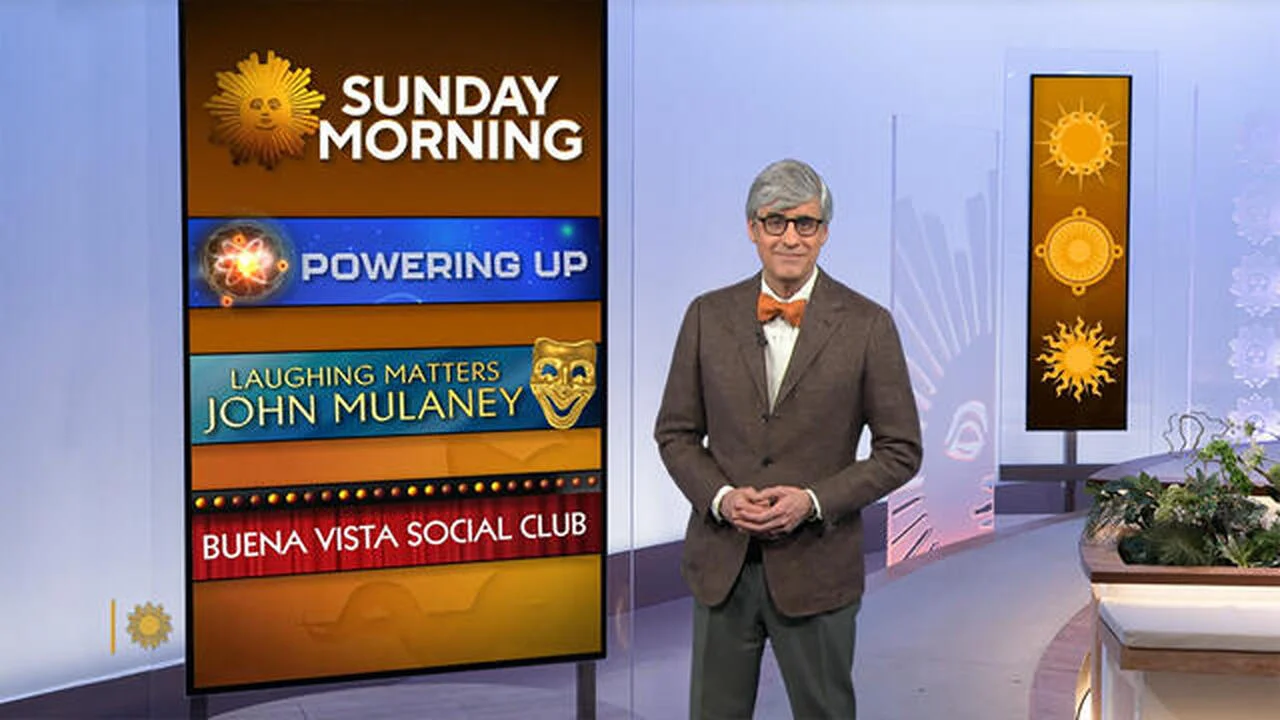 SUNDAY
MORNING
POWERING UP
LAUGHING MATTERS
JOHN MULANEY
BUENA VISTA SOCIAL CLUB